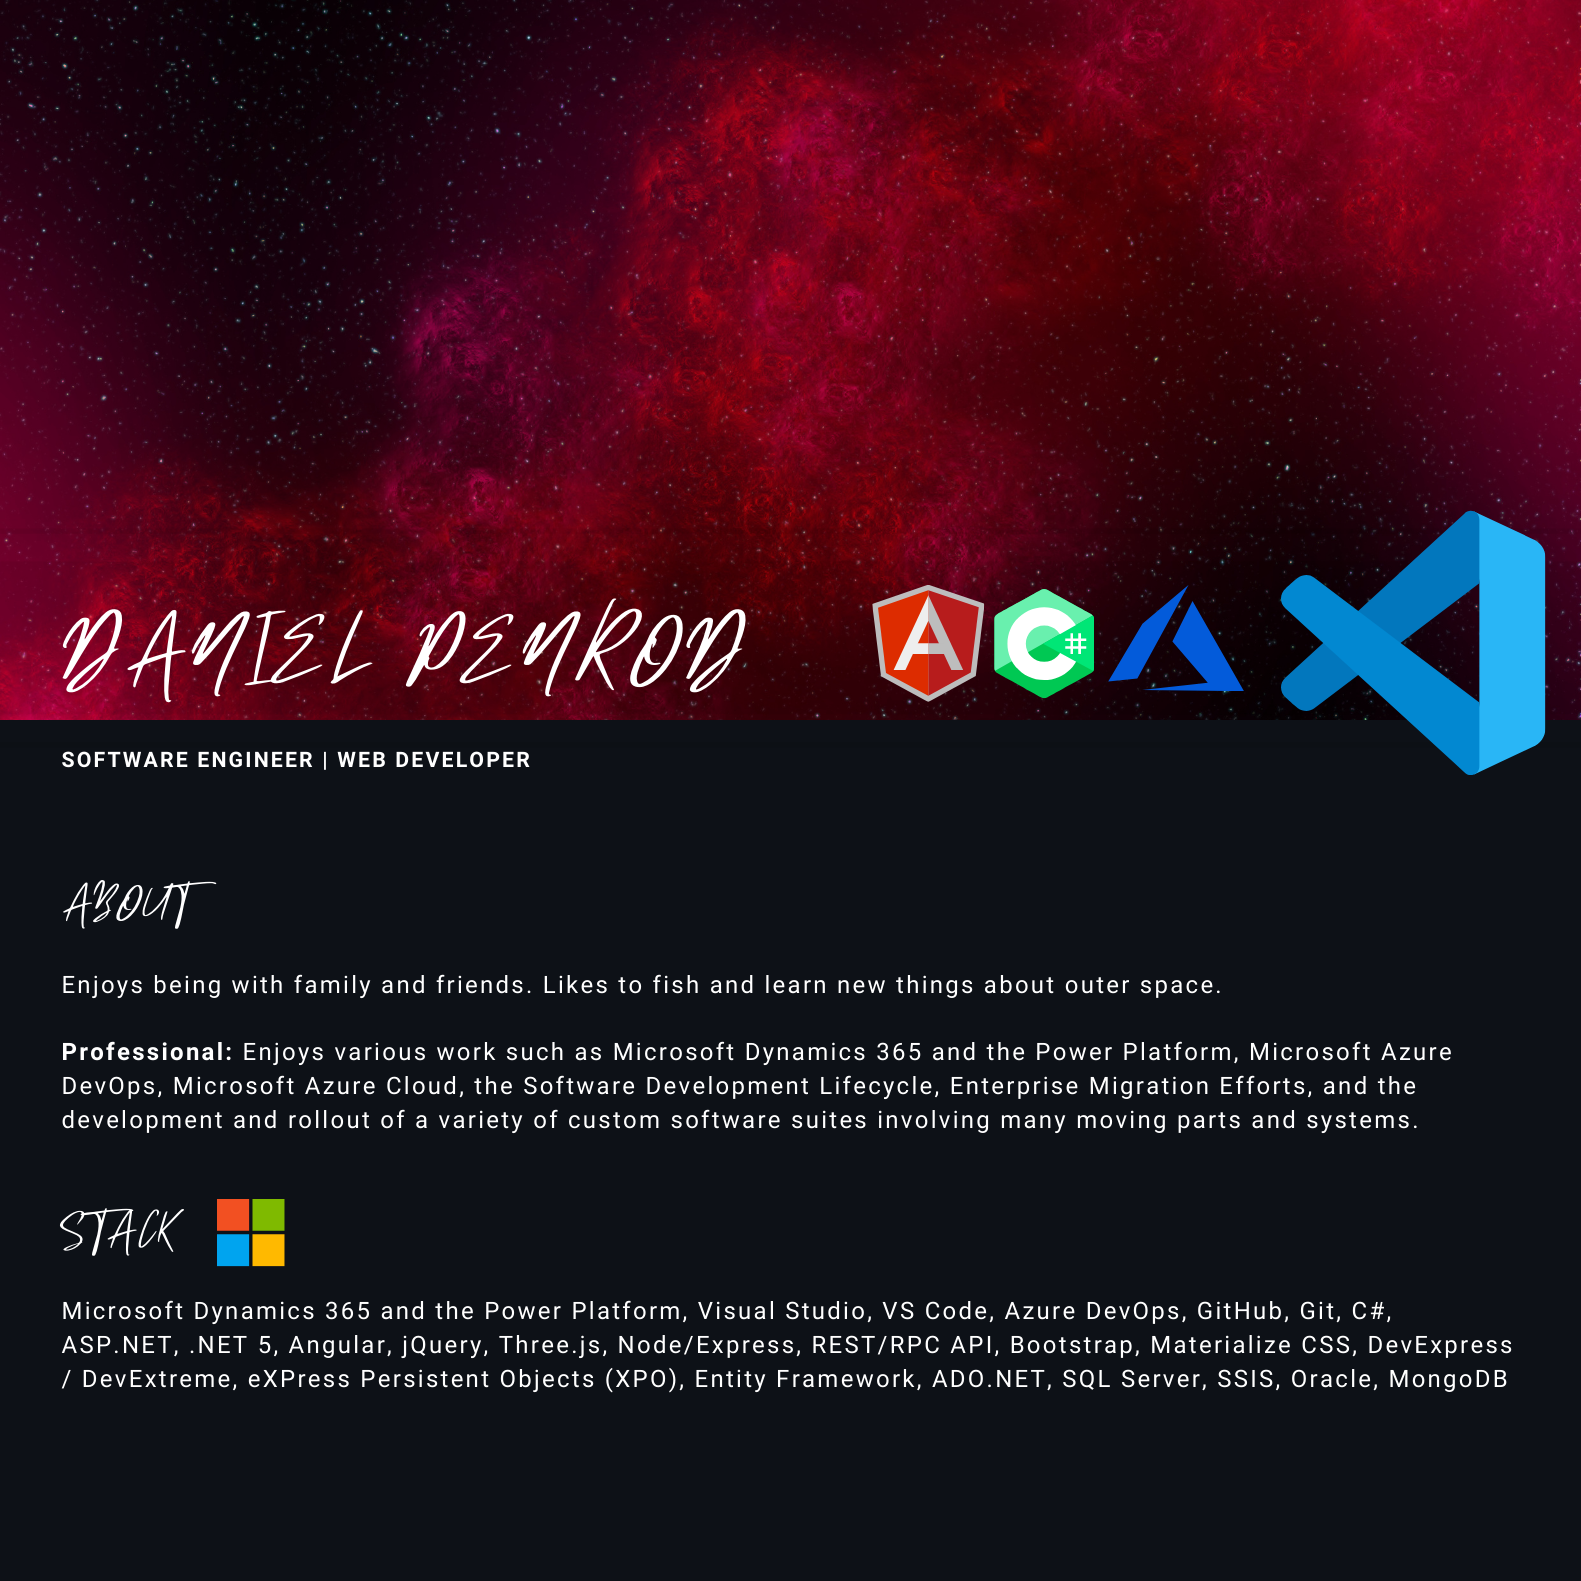 DANIEL PENROD
SOFTWARE ENGINEER | WEB DEVELOPER
ABOUT
Enjoys being with family and friends. Likes to fish and learn new things about outer space.
Professional: Enjoys various work such as Microsoft Dynamics 365 and the Power Platform, Microsoft Azure
DevOps, Microsoft Azure Cloud, the Software Development Lifecycle, Enterprise Migration Efforts, and the
development and rollout of a variety of custom software suites involving many moving parts and systems.
STACK
Microsoft Dynamics 365 and the Power Platform, Visual Studio, VS Code, Azure DevOps, GitHub, Git, C#,
ASP.NET, .NET 5, Angular, jQuery, Three.js, Node/Express, REST/RPC API, Bootstrap, Materialize CSS, DevExpress
/ DevExtreme, eXPress Persistent Objects (XPO), Entity Framework, ADO.NET, SQL Server, SSIS, Oracle, MongoDB